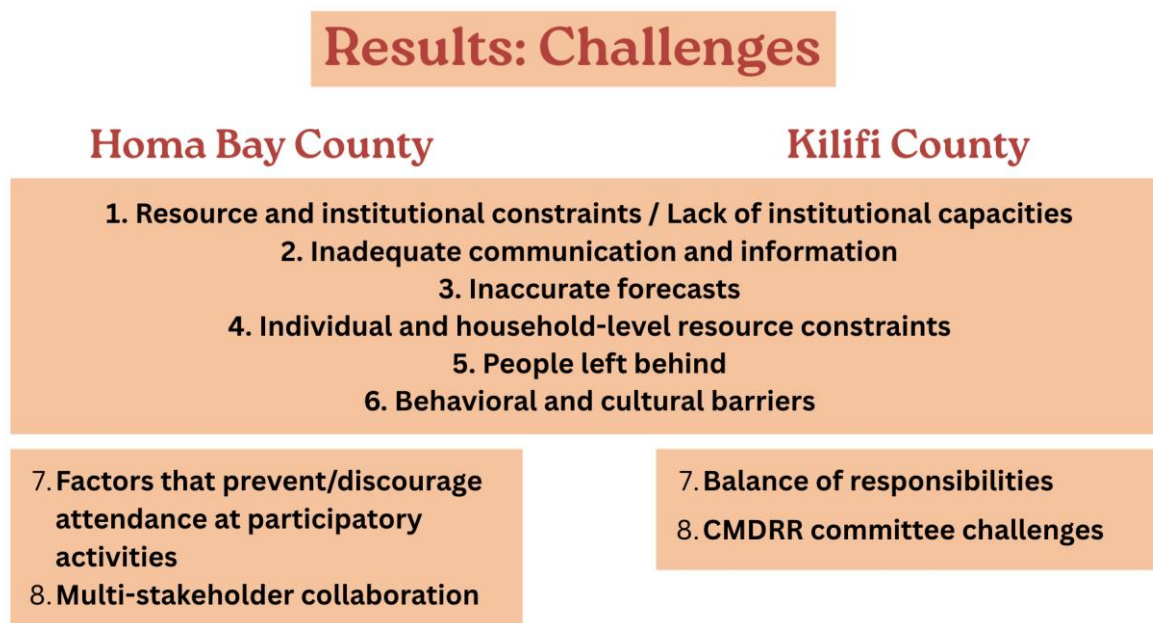 Results: Challenges
Homa Bay County
Kilifi County
1. Resource and institutional constraints / Lack of institutional capacities
2. Inadequate communication and information
3. Inaccurate forecasts
4. Individual and household-level resource constraints
5. People left behind
6. Behavioral and cultural barriers
7. Factors that prevent/discourage
attendance at participatory
activities
8. Multi-stakeholder collaboration
7. Balance of responsibilities
8. CMDRR committee challenges